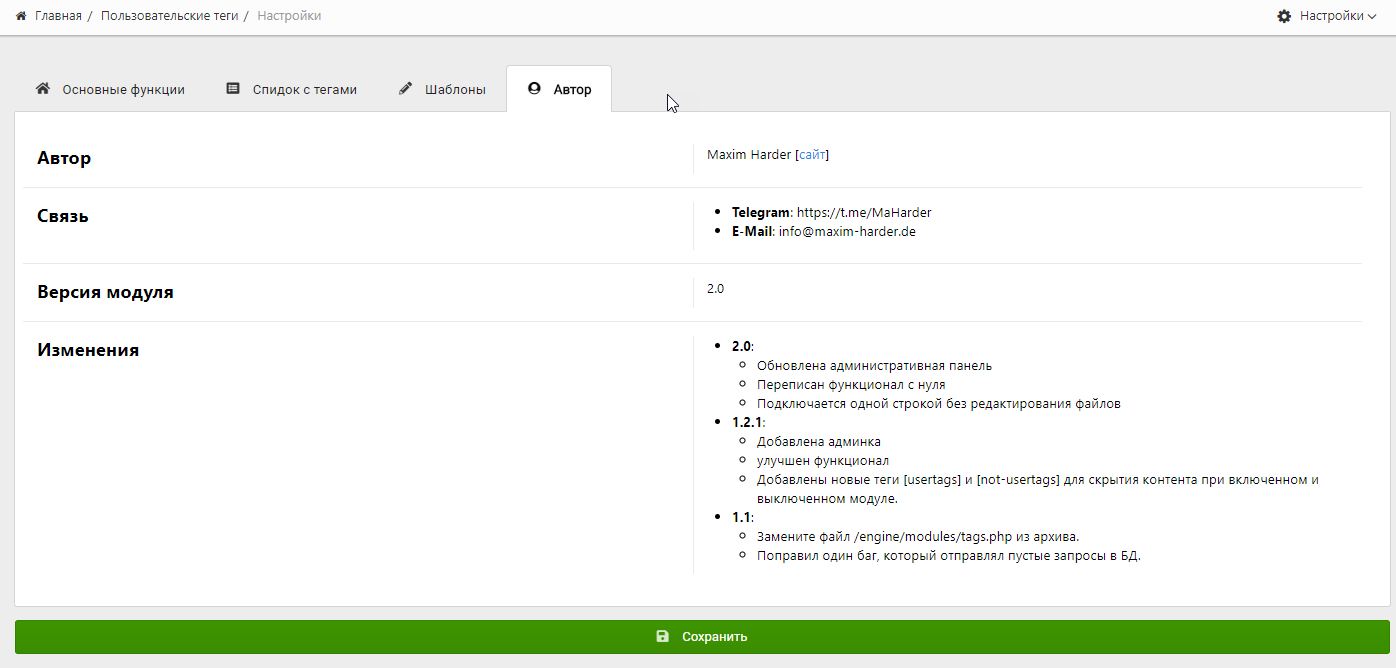 Главная / Пользовательские теги / Настройки
Настройки
Основные функции
Спидок с тегами
Шаблоны
Автор
Автор
Maxim Harder [сайт]
Связь
Telegram: https://t.me/MaHarder
E-Mail: info@maxim-harder.de
Версия модуля
2.0
Изменения
2.0:
Обновлена административная панель
Переписан функционал с нуля
Подключается одной строкой без редактирования файлов
1.2.1:
Добавлена админка
улучшен функционал
Добавлены новые теги [usertags] и [not-usertags] для скрытия контента при включенном и
выключенном модуле.
1.1:
Замените файл /engine/modules/tags.php из архива.
Поправил один баг, который отправлял пустые запросы в БД.
Сохранить